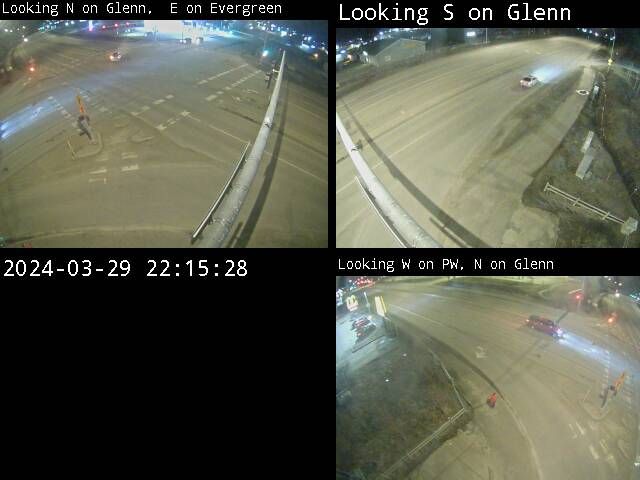 Looking N on Glenn,  E on Evergreen
Looking S on Glenn
2024-03-29 22:15:28
Looking W on PW, N on Glenn